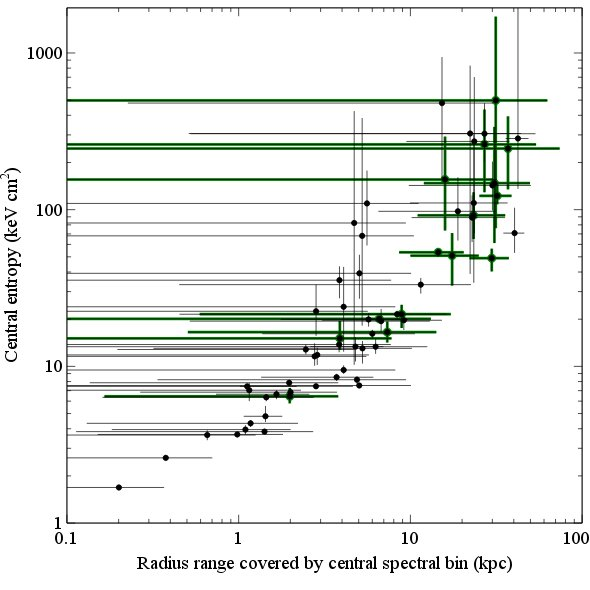 1000
100
10
1
Central entropy (keV cm²)
0.1 1 10 100
Radius range covered by central spectral bin (kpc)